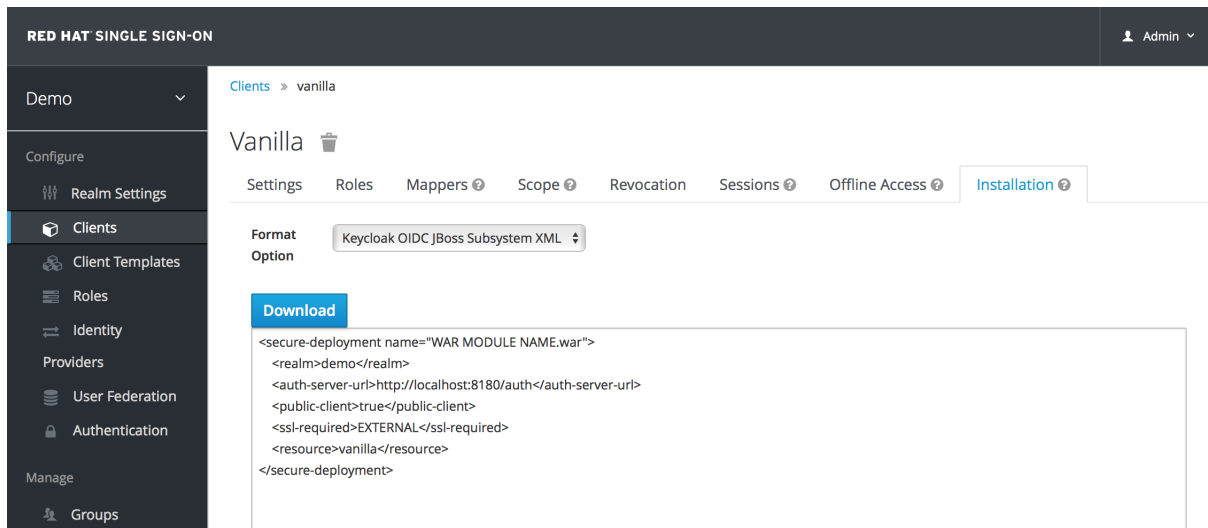 RED HAT SINGLE SIGN-ON
Admin
Demo
Clients » vanilla
Vanilla
Configure
Settings Roles Mappers Scope Revocation Sessions Offline Access Installation
Realm Settings
Clients
Client Templates
Roles
Identity
Providers
User Federation
Authentication
Manage
Groups
Format
Option
Keycloak OIDC JBoss Subsystem XML
Download
<secure-deployment name="WAR MODULE NAME.war">
<realm>demo</realm>
<auth-server-url>http://localhost:8180/auth</auth-server-url>
<public-client>true</public-client>
<ssl-required>EXTERNAL</ssl-required>
<resource>vanilla</resource>
</secure-deployment>